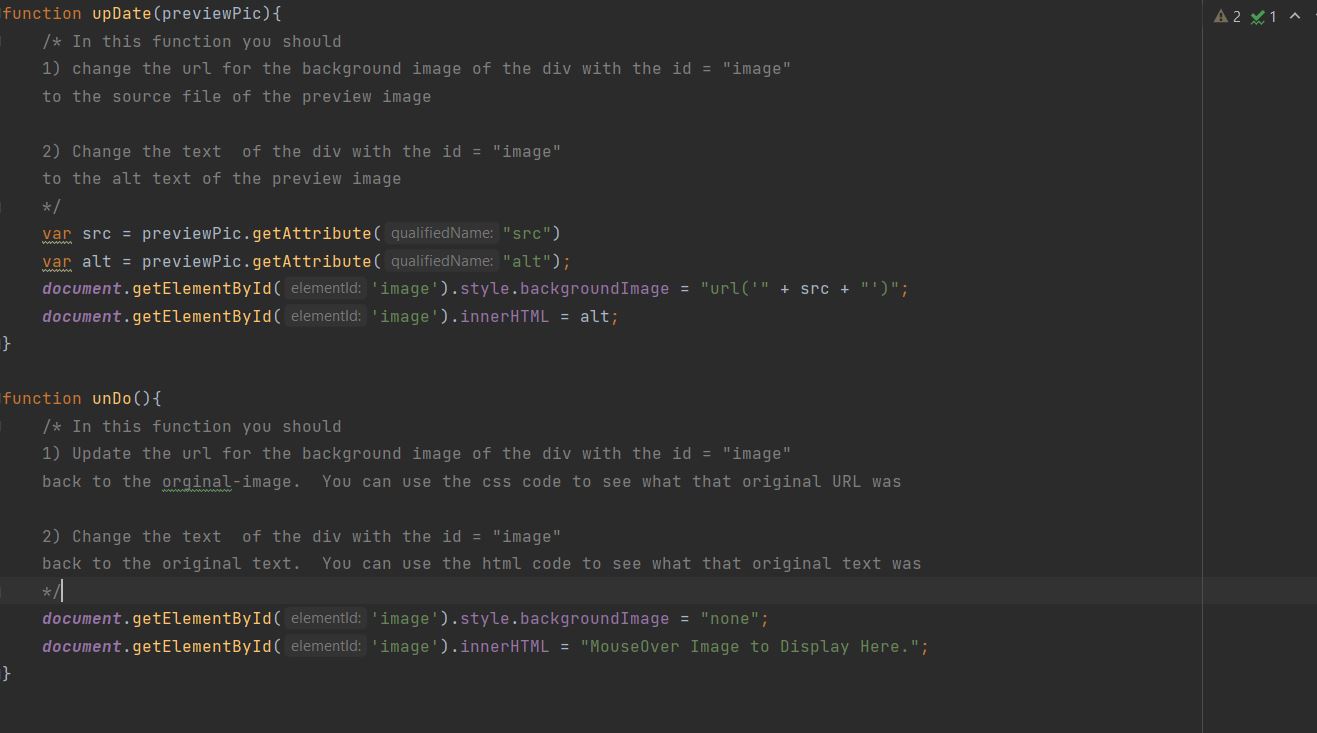 function upDate(previewPic){
/* In this function you should
1) change the url for the background image of the div with the id = "image"
to the source file of the preview image
2) Change the text  of the div with the id = "image"
to the alt text of the preview image
*/
var src = previewPic.getAttribute( qualifiedName: "src")
var alt = previewPic.getAttribute( qualifiedName: "alt");
document.getElementById( elementId: 'image').style.backgroundImage = "url('" + src + "')";
document.getElementById( elementId: 'image').innerHTML = alt;
}
function unDo(){
/* In this function you should
1) Update the url for the background image of the div with the id = "image"
back to the orginal-image.  You can use the css code to see what that original URL was
2) Change the text  of the div with the id = "image"
back to the original text.  You can use the html code to see what that original text was
*/
document.getElementById( elementId: 'image').style.backgroundImage = "none";
document.getElementById( elementId: 'image').innerHTML = "MouseOver Image to Display Here.";
}
2 1